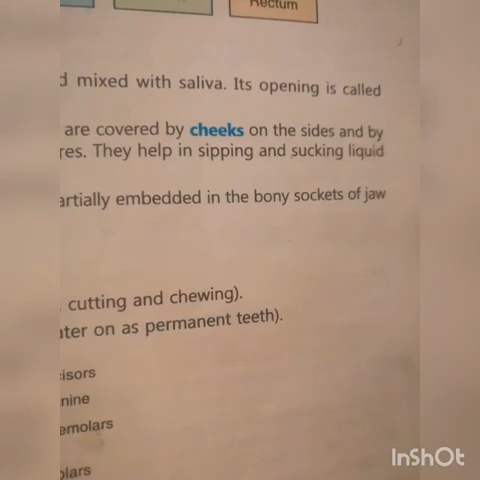 Rectum
mixed with saliva. Its opening is called
are covered by cheeks on the sides and by
res. They help in sipping and sucking liquid
artially embedded in the bony sockets of jaw
cutting and chewing).
ater on as permanent teeth).
cisors
nine
emolars
olars
InShOt